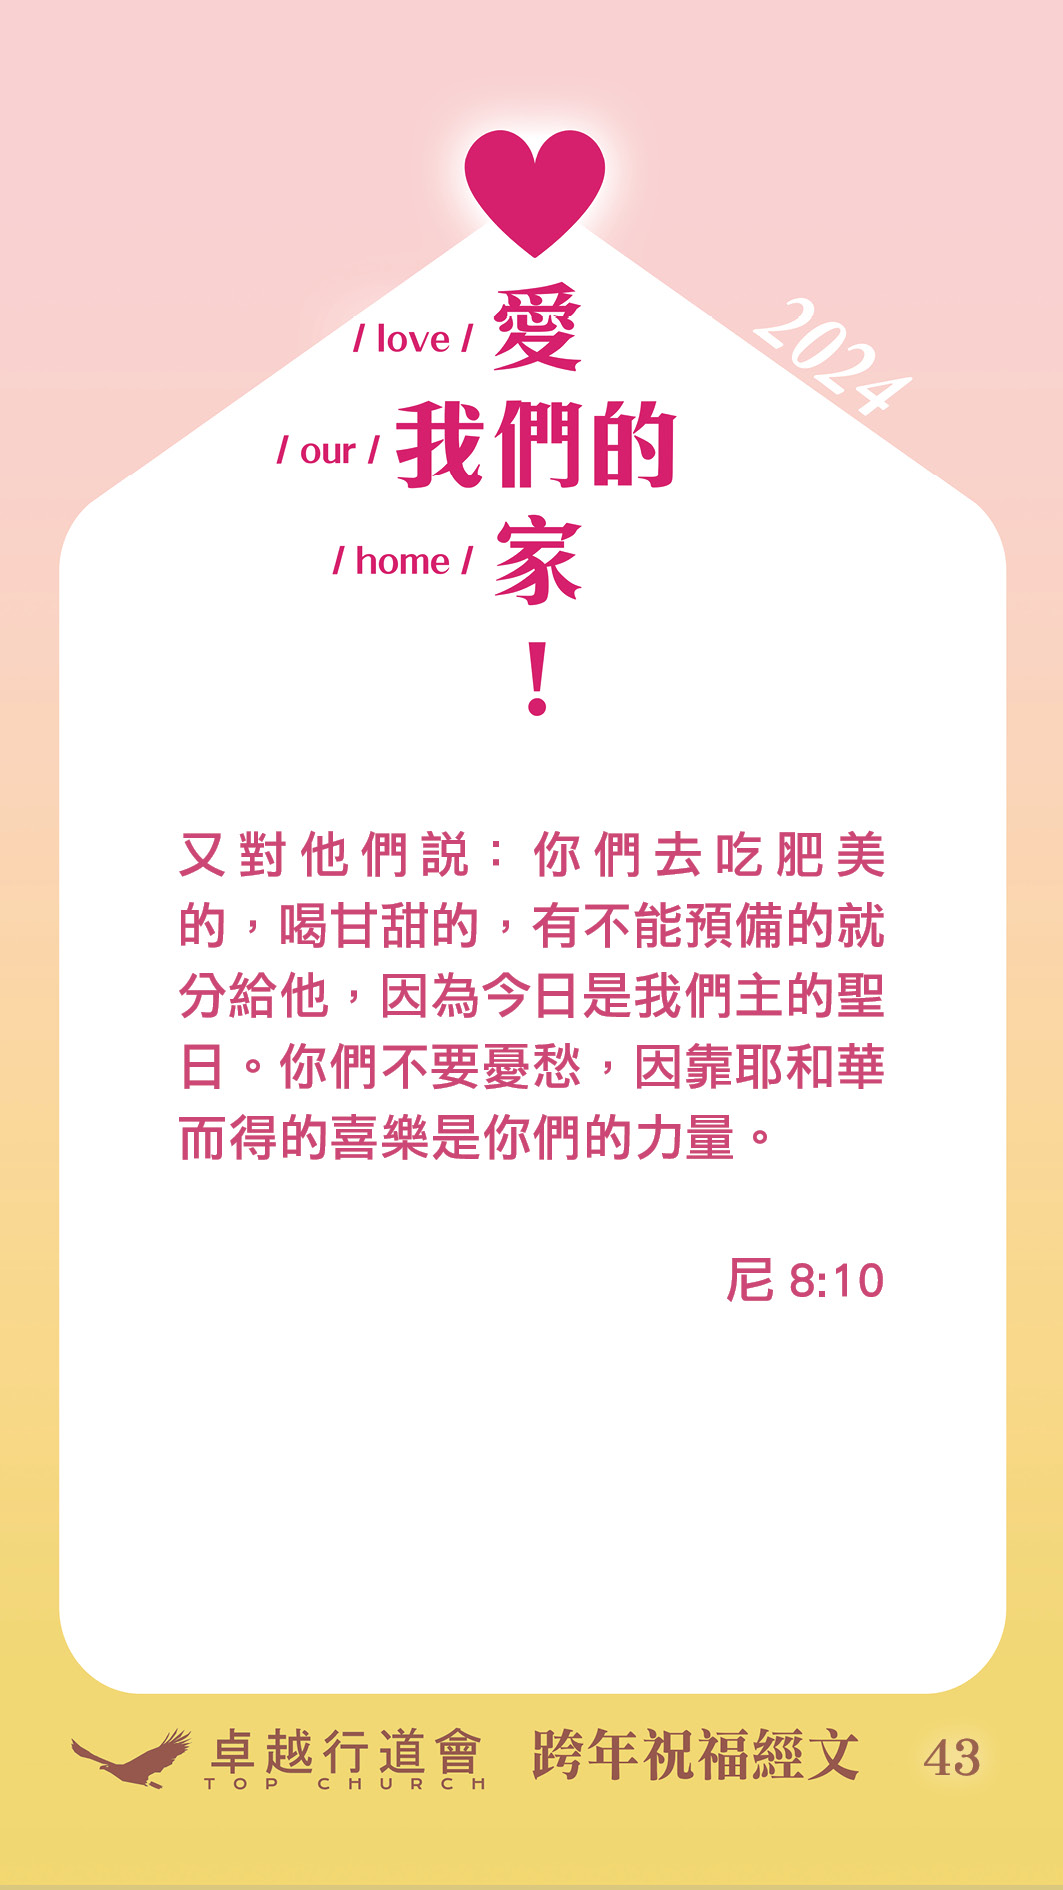 / love / 愛
2024
/ our / 我們的
/ home / 家
！
又對他們説：你們去吃肥美
的，喝甘甜的，有不能預備的就
分給他，因為今日是我們主的聖
日。你們不要憂愁，因靠耶和華
而得的喜樂是你們的力量。
尼 8:10
卓越行道會 跨年祝福經文 43
TOP CHURCH